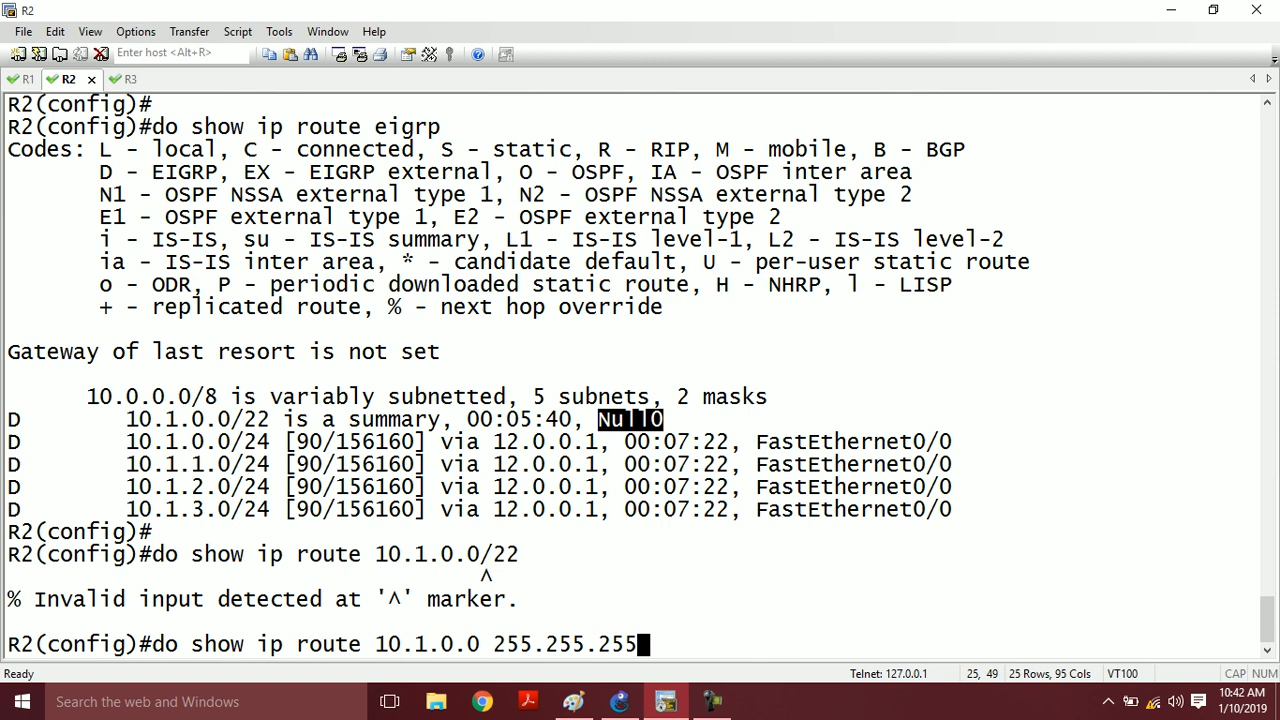 R2
File Edit View Options Transfer Script Tools Window Help
Enter host <Alt+R>
R1 R2 R3
R2(config)#
R2(config)#do show ip route eigrp
Codes: L - local, C - connected, S - static, R - RIP, M - mobile, B - BGP
D - EIGRP, EX - EIGRP external, O - OSPF, IA - OSPF inter area
N1 - OSPF NSSA external type 1, N2 - OSPF NSSA external type 2
E1 - OSPF external type 1, E2 - OSPF external type 2
i - IS-IS, su - IS-IS summary, L1 - IS-IS level-1, L2 - IS-IS level-2
ia - IS-IS inter area, * - candidate default, U - per-user static route
o - ODR, P - periodic downloaded static route, H - NHRP, l - LISP
+ - replicated route, % - next hop override
Gateway of last resort is not set
10.0.0.0/8 is variably subnetted, 5 subnets, 2 masks
D 10.1.0.0/22 is a summary, 00:05:40, Null0
D 10.1.0.0/24 [90/156160] via 12.0.0.1, 00:07:22, FastEthernet0/0
D 10.1.1.0/24 [90/156160] via 12.0.0.1, 00:07:22, FastEthernet0/0
D 10.1.2.0/24 [90/156160] via 12.0.0.1, 00:07:22, FastEthernet0/0
D 10.1.3.0/24 [90/156160] via 12.0.0.1, 00:07:22, FastEthernet0/0
R2(config)#
R2(config)#do show ip route 10.1.0.0/22
^
% Invalid input detected at '^' marker.
R2(config)#do show ip route 10.1.0.0 255.255.255
Ready Telnet: 127.0.0.1 25, 49 25 Rows, 95 Cols VT100 CAP NUM
Search the web and Windows
10:42 AM
1/10/2019